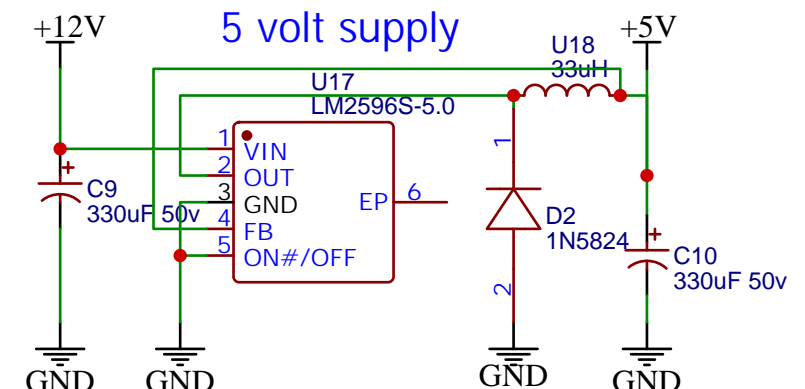 +12V
5 volt supply
+5V
U18
33uH
U17
LM2596S-5.0
1
VIN
2
OUT
3
GND
4
FB
5
ON#/OFF
EP
6
+
C9
330uF 50v
1
2
D2
1N5824
+
C10
330uF 50v
GND
GND
GND
GND